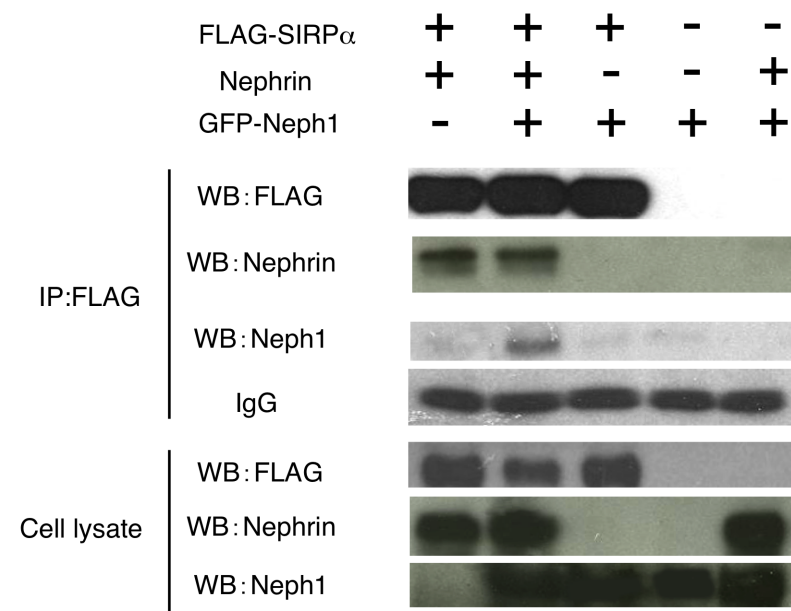 FLAG-SIRPα + + + - -
Nephrin + + - - +
GFP-Neph1 - + + + +
WB:FLAG
WB:Nephrin
IP:FLAG
WB:Neph1
IgG
WB:FLAG
Cell lysate WB:Nephrin
WB:Neph1